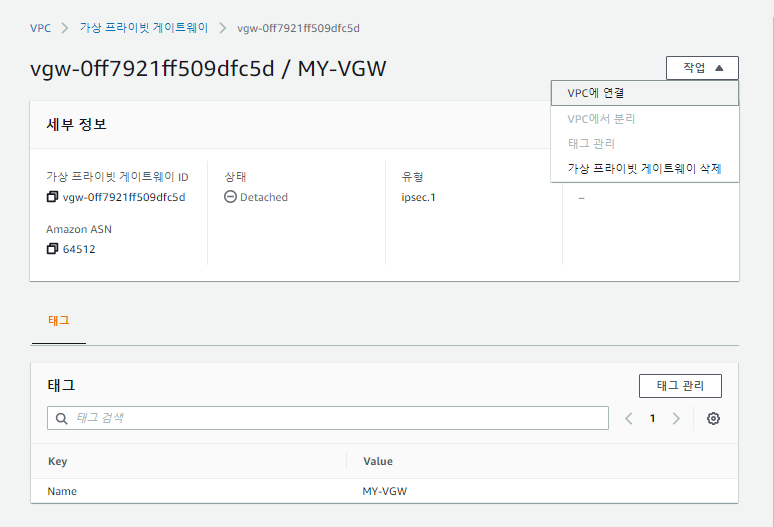 VPC > 가상 프라이빗 게이트웨이 > vgw-0ff7921ff509dfc5d
vgw-0ff7921ff509dfc5d / MY-VGW
작업 ▲
VPC에 연결
VPC에서 분리
태그 관리
가상 프라이빗 게이트웨이 삭제
세부 정보
가상 프라이빗 게이트웨이 ID
vgw-0ff7921ff509dfc5d
상태
Detached
유형
ipsec.1
–
Amazon ASN
64512
태그
태그
태그 관리
태그 검색
1
Key Value
Name MY-VGW